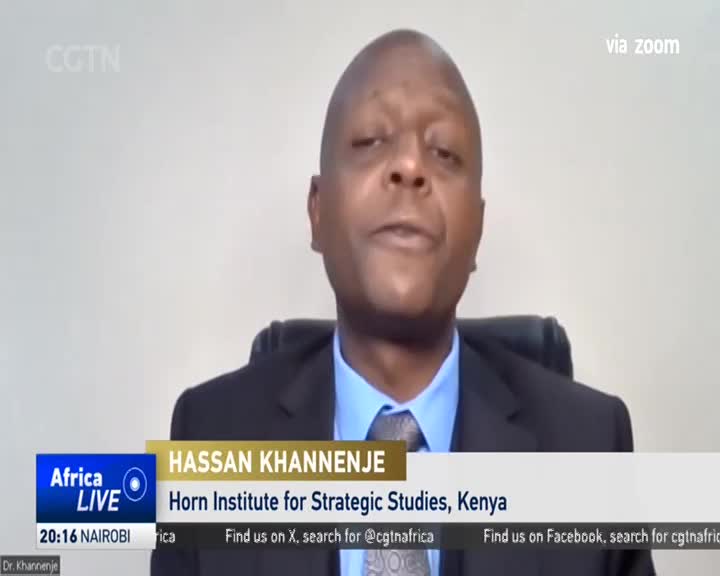 CGTN
via zoom
HASSAN KHANNENJE
Africa
LIVE
Horn Institute for Strategic Studies, Kenya
20:16 NAIROBI
rica Find us on X, search for @cgtnafrica Find us on Facebook, search for cgtnafric
Dr. Khannenje